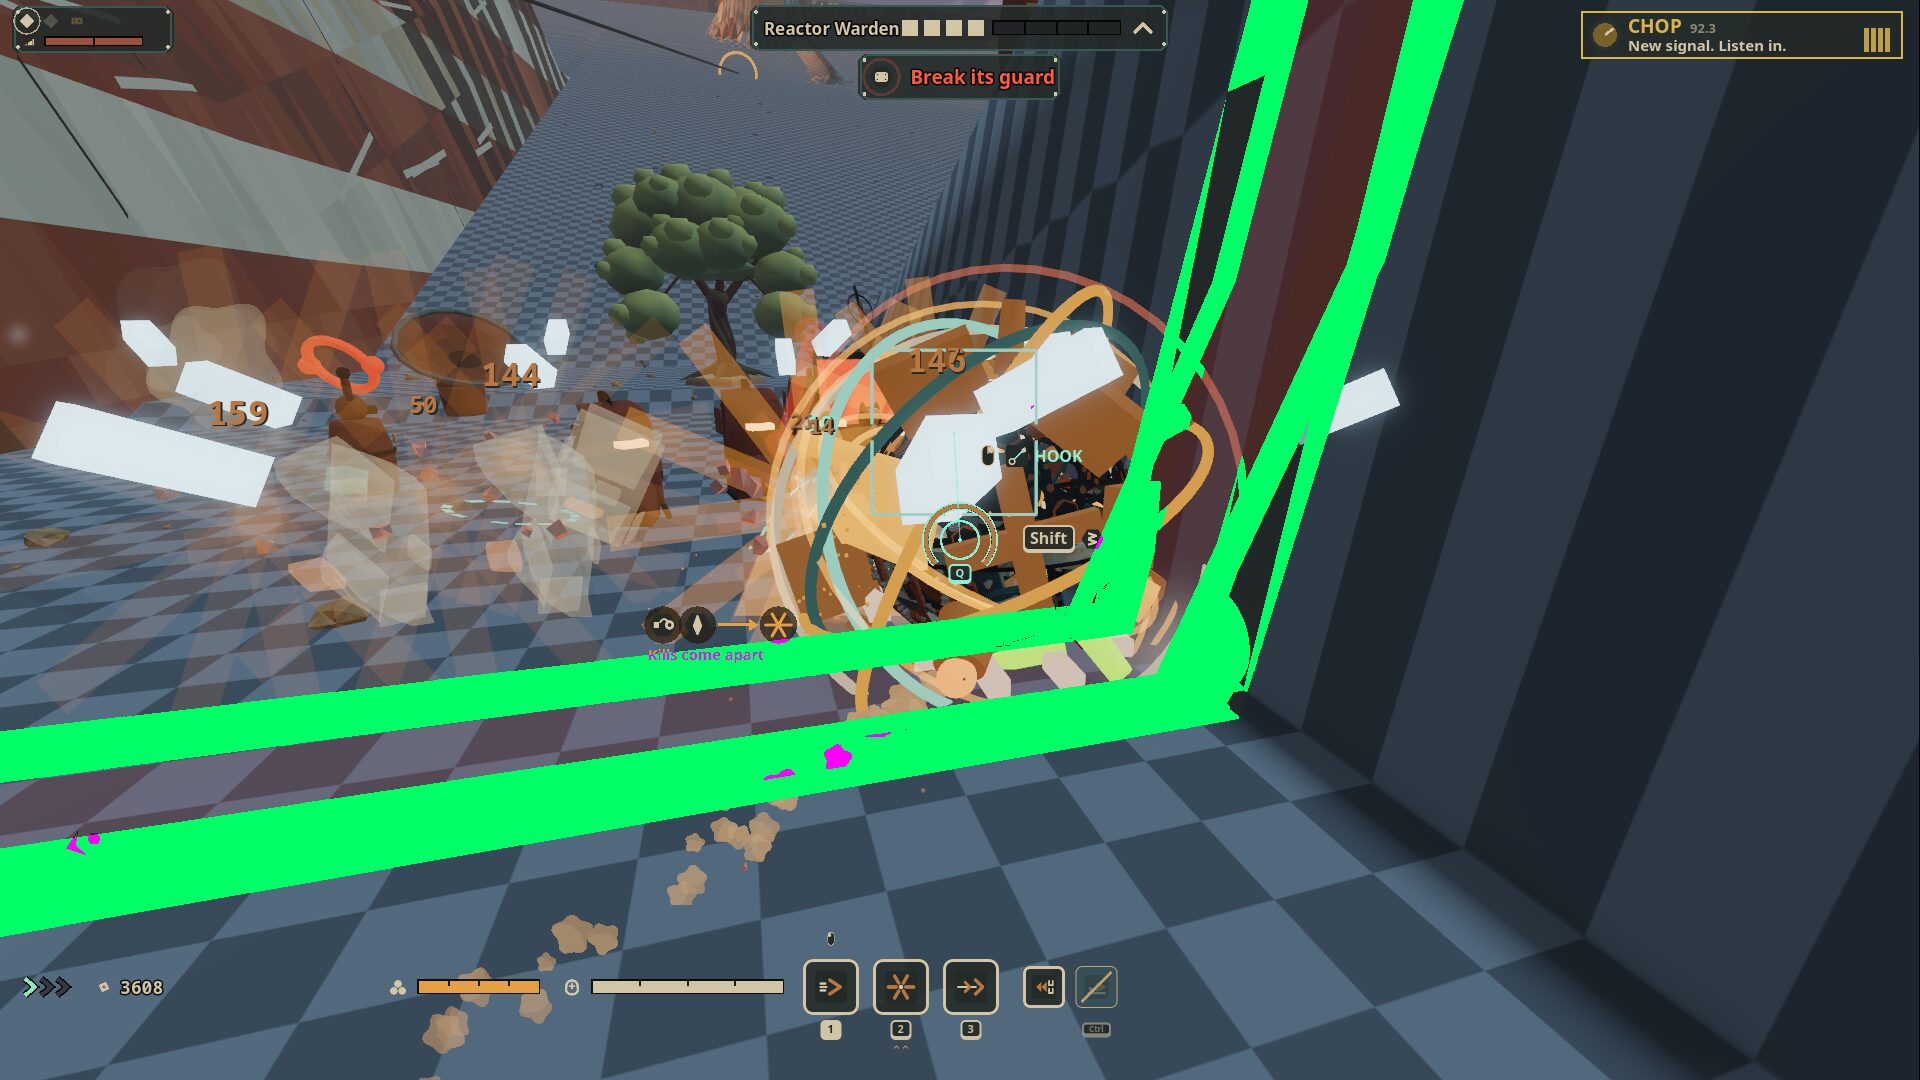 Reactor Warden
Break its guard
CHOP 92.3
New signal. Listen in.
144
159
50
14
HOOK
Shift
Q
Kills come apart
3608
1
2
3
Ctrl